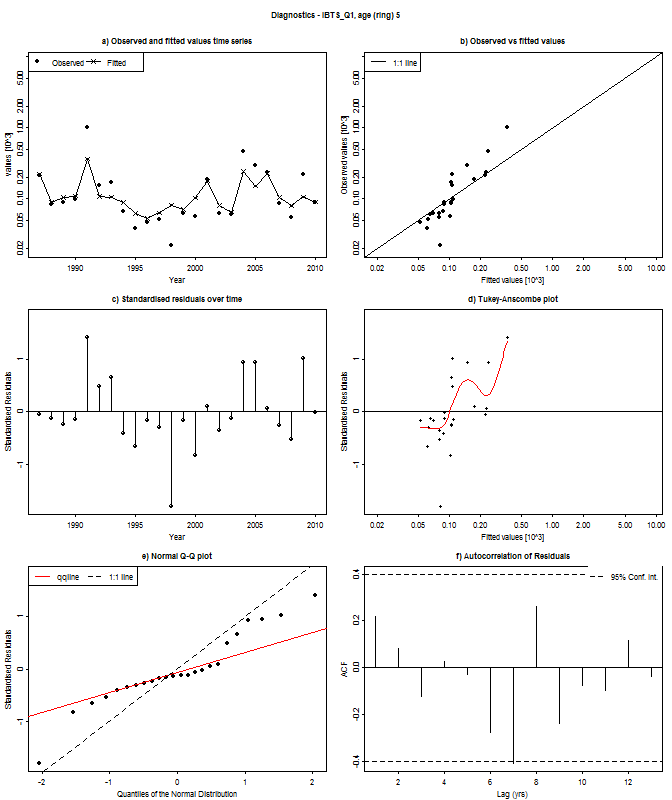 Diagnostics - IBTS_Q1, age (ring) 5
a) Observed and fitted values time series
Observed
Fitted
values [10^3]
0.2 0.5 1.00 2.00 5.00
1990 1995 2000 2005 2010
Year
b) Observed vs fitted values
1:1 line
Observed values [10^3]
0.02 0.05 0.10 0.20 0.50 1.00 2.00 5.00 10.00
Fitted values [10^3]
c) Standardised residuals over time
Standardised Residuals
-1 0 1
1990 1995 2000 2005 2010
Year
d) Tukey-Anscombe plot
Standardised Residuals
-1 0 1
0.02 0.05 0.10 0.20 0.50 1.00 2.00 5.00 10.00
Fitted values [10^3]
e) Normal Q-Q plot
qqline
1:1 line
Standardised Residuals
-1 0 1
-2 -1 0 1 2
Quantiles of the Normal Distribution
f) Autocorrelation of Residuals
95% Conf. Int.
ACF
-0.4 -0.2 0.0 0.2 0.4
2 4 6 8 10 12
Lag (yrs)